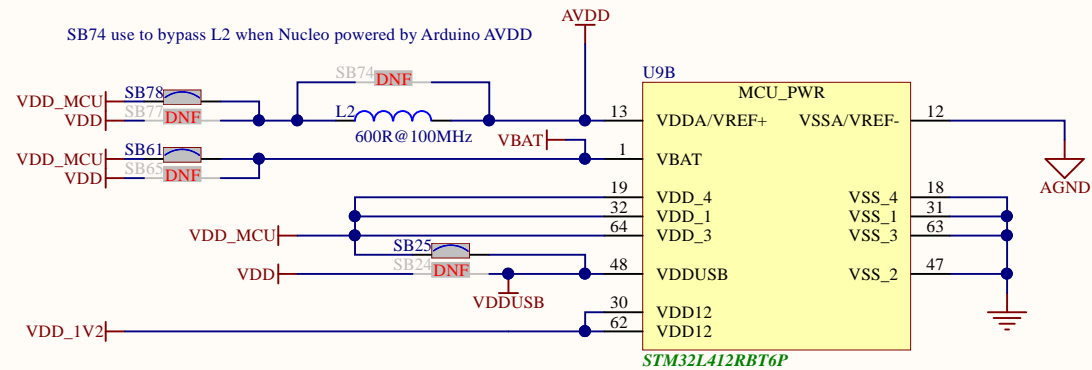 AVDD
SB74 use to bypass L2 when Nucleo powered by Arduino AVDD
SB74 DNF
U9B
MCU_PWR
SB78
VDD_MCU
SB77 DNF
VDD
L2
600R@100MHz
13 VDDA/VREF+ VSSA/VREF- 12
VBAT
SB61
VDD_MCU
SB65 DNF
VDD
1 VBAT
AGND
19 VDD_4 VSS_4 18
32 VDD_1 VSS_1 31
64 VDD_3 VSS_3 63
VDD_MCU
SB25
SB24 DNF
VDD
48 VDDUSB VSS_2 47
VDDUSB
30 VDD12
62 VDD12
VDD_1V2
STM32L412RBT6P